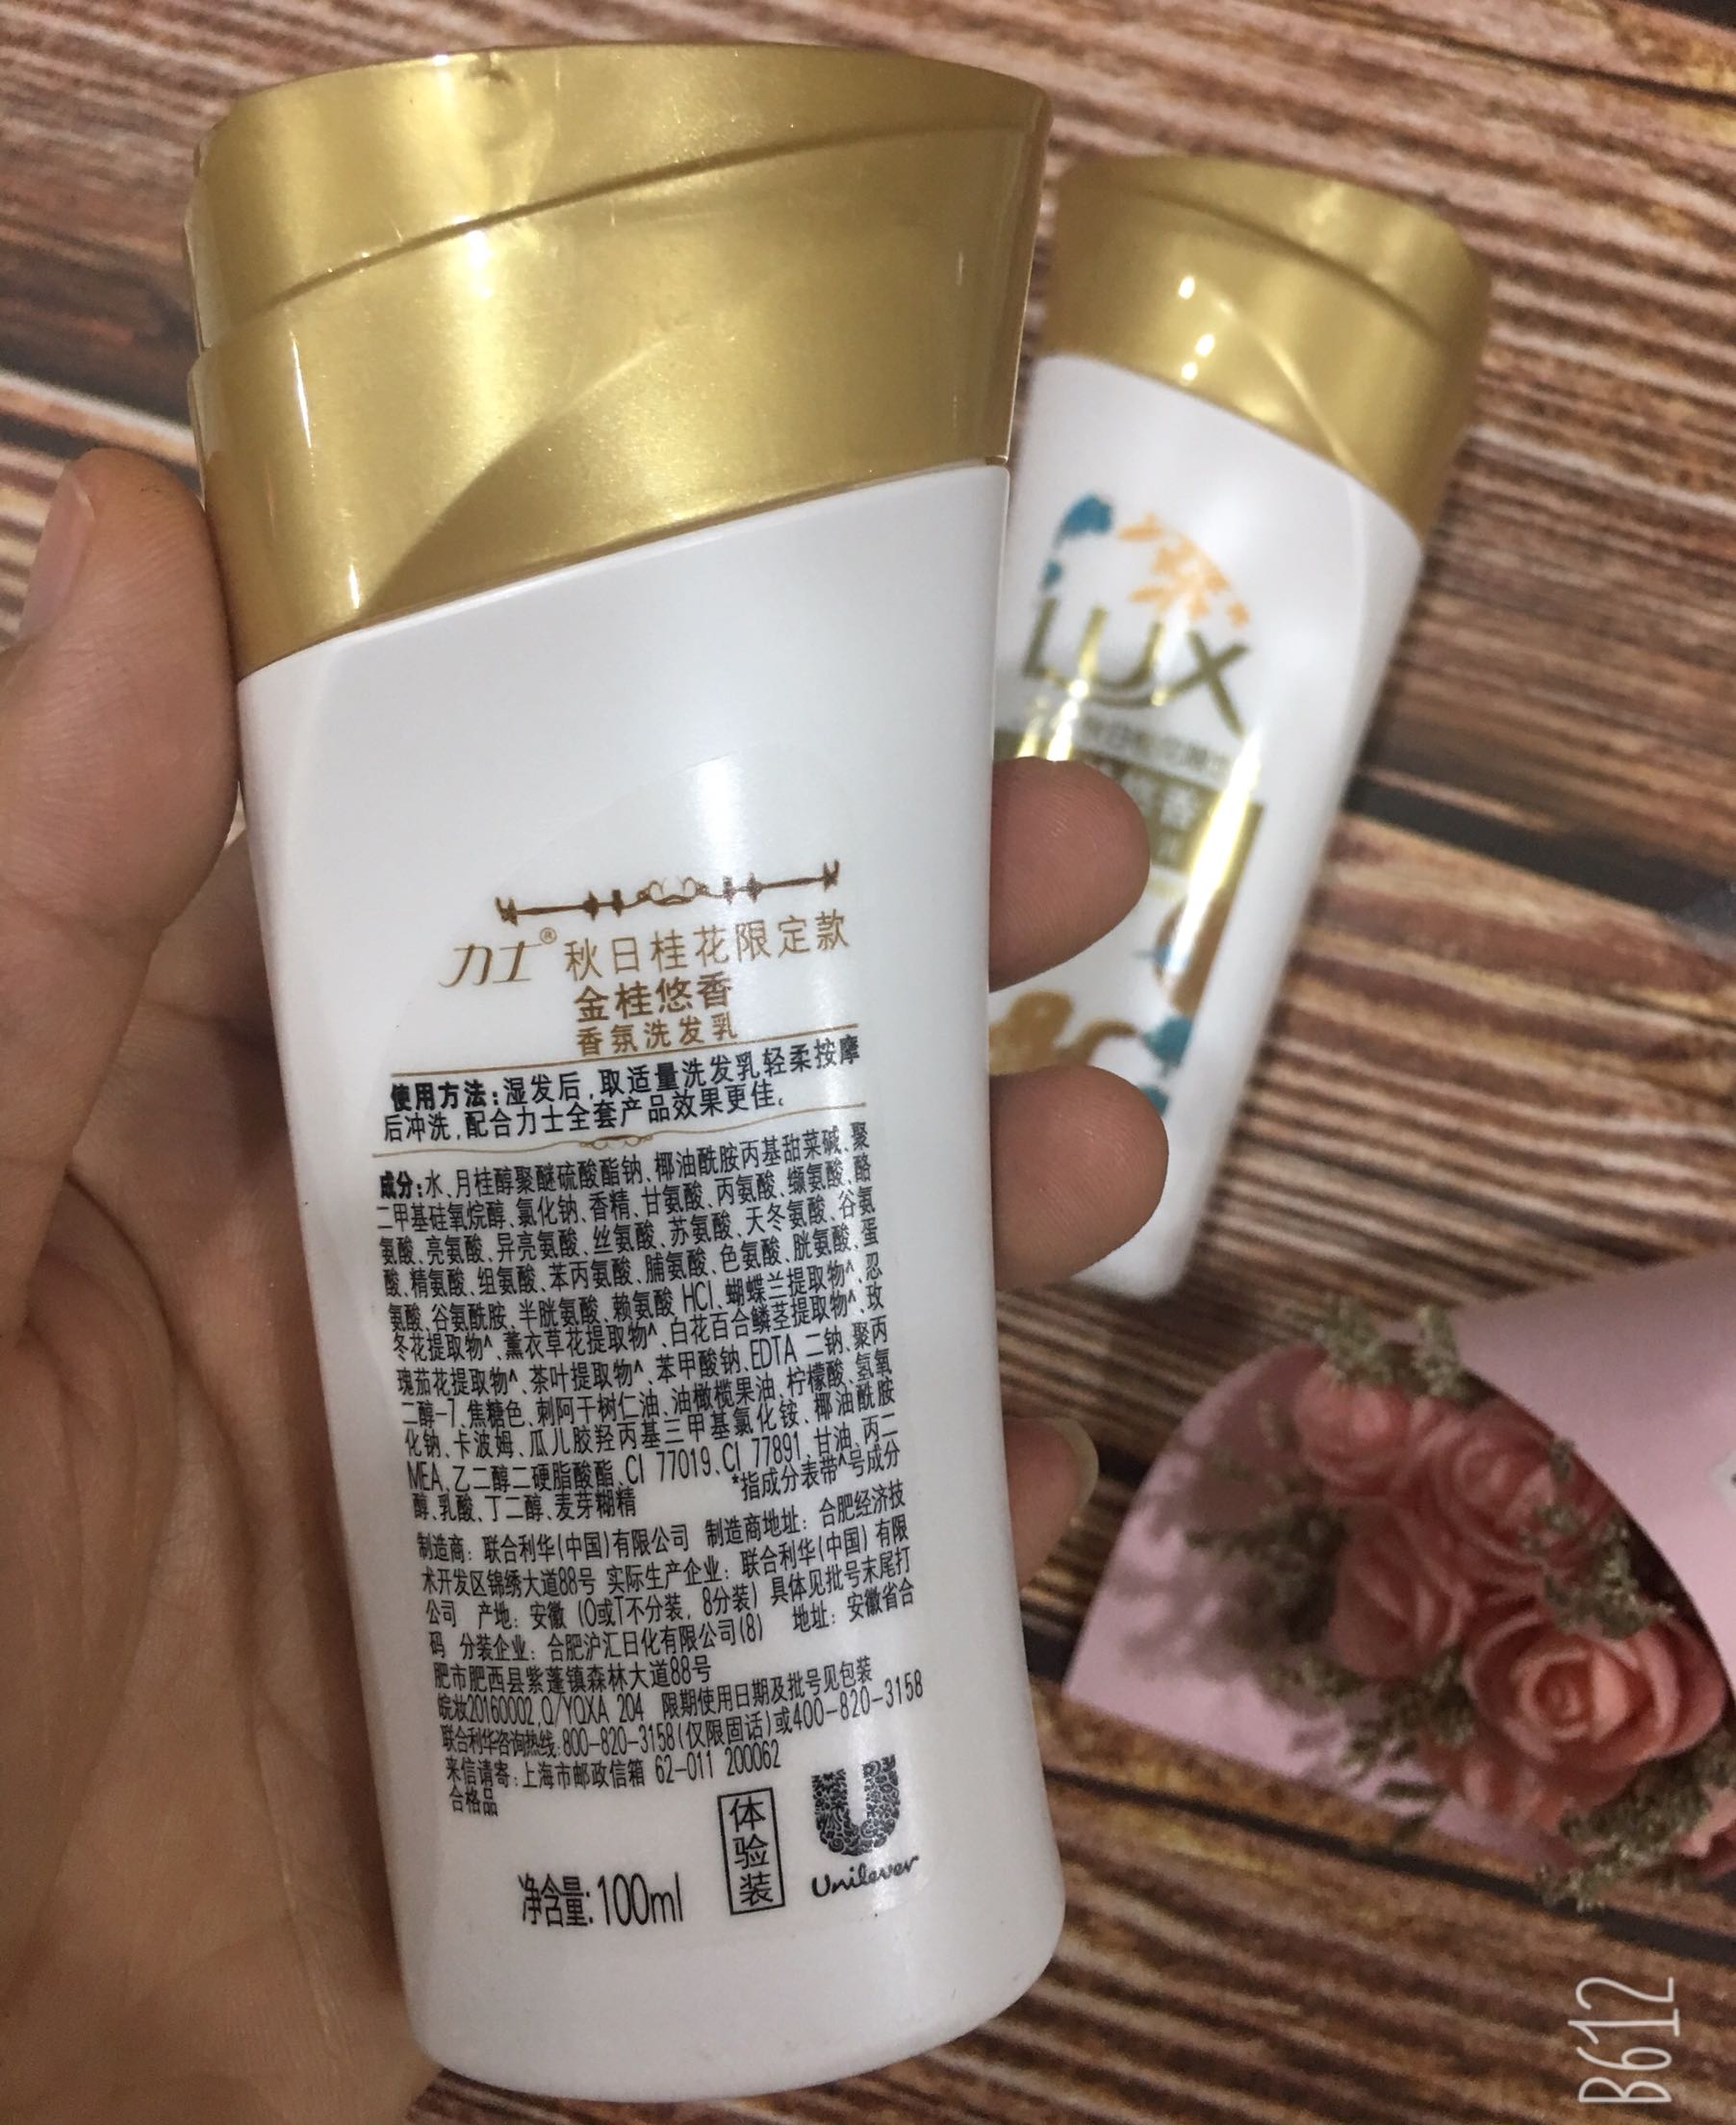 力士® 秋日桂花限定款
金桂悠香
香氛洗发乳
使用方法:湿发后,取适量洗发乳轻柔按摩
后冲洗,配合力士全套产品效果更佳。
成分:水、月桂醇聚醚硫酸酯钠、椰油酰胺丙基甜菜碱、聚
二甲基硅氧烷醇、氯化钠、香精、甘氨酸、丙氨酸、缬氨酸、酪
氨酸、亮氨酸、异亮氨酸、丝氨酸、苏氨酸、天冬氨酸、谷氨
酸、精氨酸、组氨酸、苯丙氨酸、脯氨酸、色氨酸、胱氨酸、蛋
氨酸、谷氨酰胺、半胱氨酸、赖氨酸 HCl、蝴蝶兰提取物^、忍
冬花提取物^、薰衣草花提取物^、白花百合鳞茎提取物^、玫
瑰茄花提取物^、茶叶提取物^、苯甲酸钠、EDTA 二钠、聚丙
二醇-7、焦糖色、刺阿干树仁油、油橄榄果油、柠檬酸、氢氧
化钠、卡波姆、瓜儿胶羟丙基三甲基氯化铵、椰油酰胺
MEA、乙二醇二硬脂酸酯、CI 77019、CI 77891、甘油、丙二
醇、乳酸、丁二醇、麦芽糊精 *指成分表带^号成分
制造商: 联合利华(中国)有限公司 制造商地址: 合肥经济技
术开发区锦绣大道88号 实际生产企业: 联合利华(中国) 有限
公司 产地: 安徽 (O或T不分装, 8分装) 具体见批号末尾打
码 分装企业: 合肥沪汇日化有限公司(8) 地址: 安徽省合
肥市肥西县紫蓬镇森林大道88号
皖妆20160002,Q/YQXA 204 限期使用日期及批号见包装
联合利华咨询热线:800-820-3158(仅限固话)或400-820-3158
来信请寄:上海市邮政信箱 62-011 200062
合格品
净含量:100ml
体验装
Unilever
LUX
B612